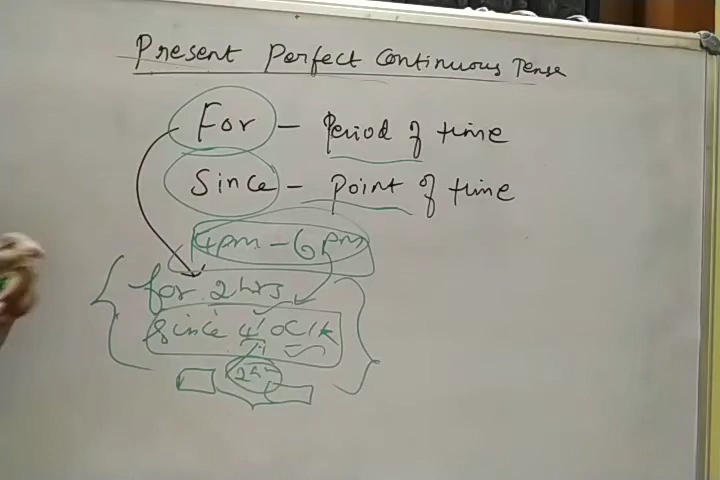 Present Perfect Continuous Tense
For - Period of time
Since - Point of time
4pm - 6pm
for 2 hrs
Since 4' oclk